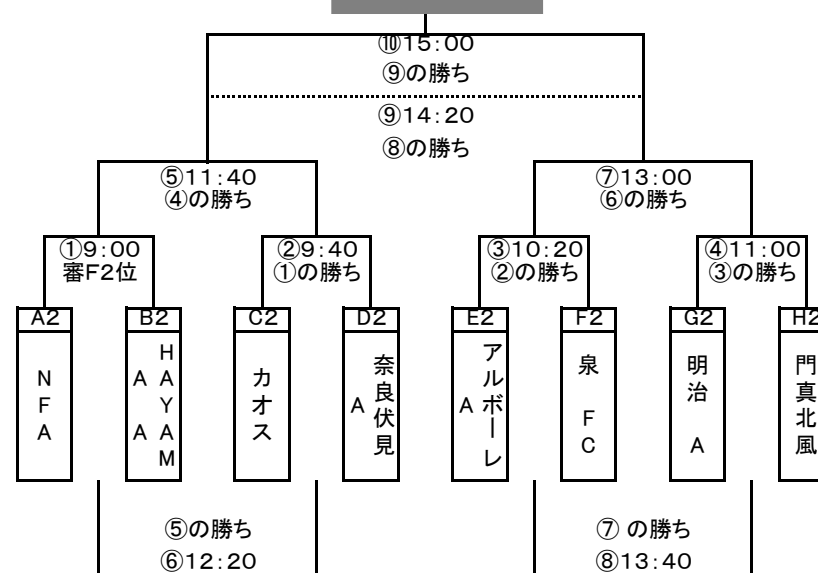 ⑩15:00
⑨の勝ち
⑨14:20
⑧の勝ち
⑤11:40
④の勝ち
⑦13:00
⑥の勝ち
①9:00
審F2位
②9:40
①の勝ち
③10:20
②の勝ち
④11:00
③の勝ち
A2
B2
C2
D2
E2
F2
G2
H2
NFA
HAYAM
A A
カオス
奈良伏見
A
アルボーレ
A
泉 FC
明治 A
門真北風
⑤の勝ち
⑥12:20
⑦ の勝ち
⑧13:40